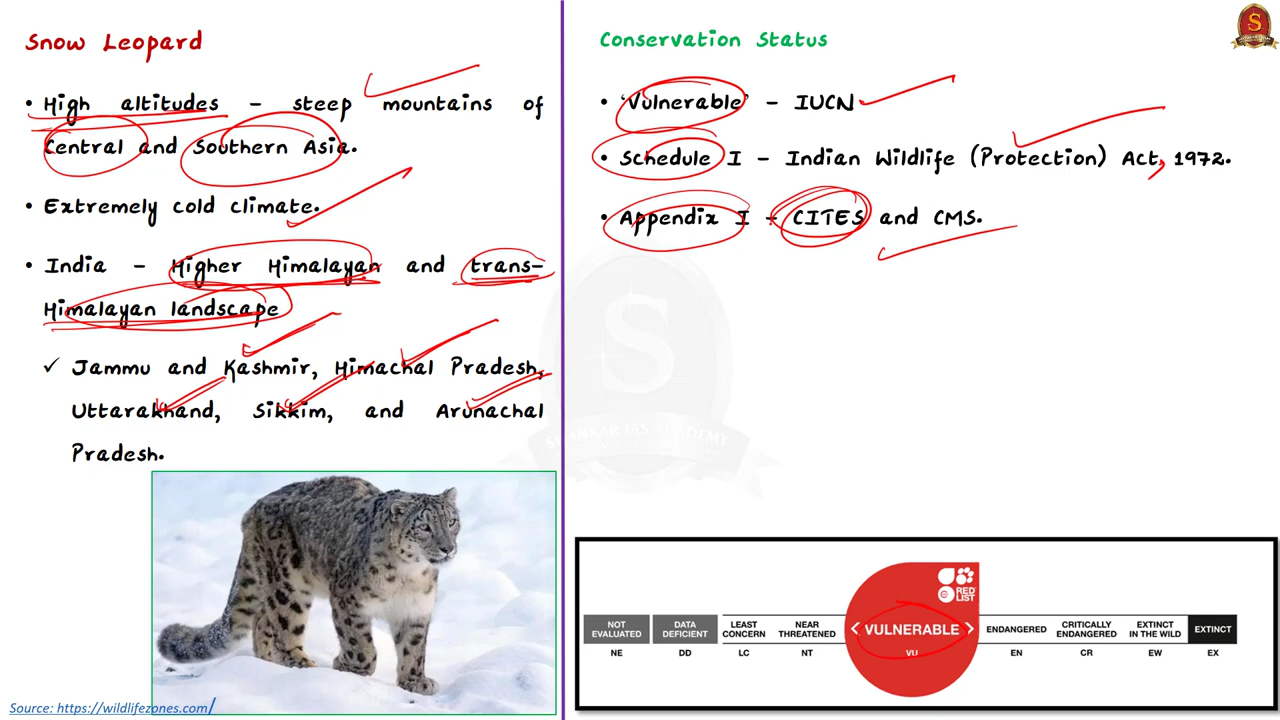 Snow Leopard
• High altitudes – steep mountains of
Central and Southern Asia.
• Extremely cold climate.
• India – Higher Himalayan and trans-
Himalayan landscape
✓ Jammu and Kashmir, Himachal Pradesh,
Uttarakhand, Sikkim, and Arunachal
Pradesh.
Source: https://wildlifezones.com/
Conservation Status
• 'Vulnerable' – IUCN
• Schedule I – Indian Wildlife (Protection) Act, 1972.
• Appendix I – CITES and CMS.
S
SHANKAR IAS ACADEMY
RED LIST
NOT EVALUATED
NE
DATA DEFICIENT
DD
LEAST CONCERN
LC
NEAR THREATENED
NT
< VULNERABLE >
VU
ENDANGERED
EN
CRITICALLY ENDANGERED
CR
EXTINCT IN THE WILD
EW
EXTINCT
EX